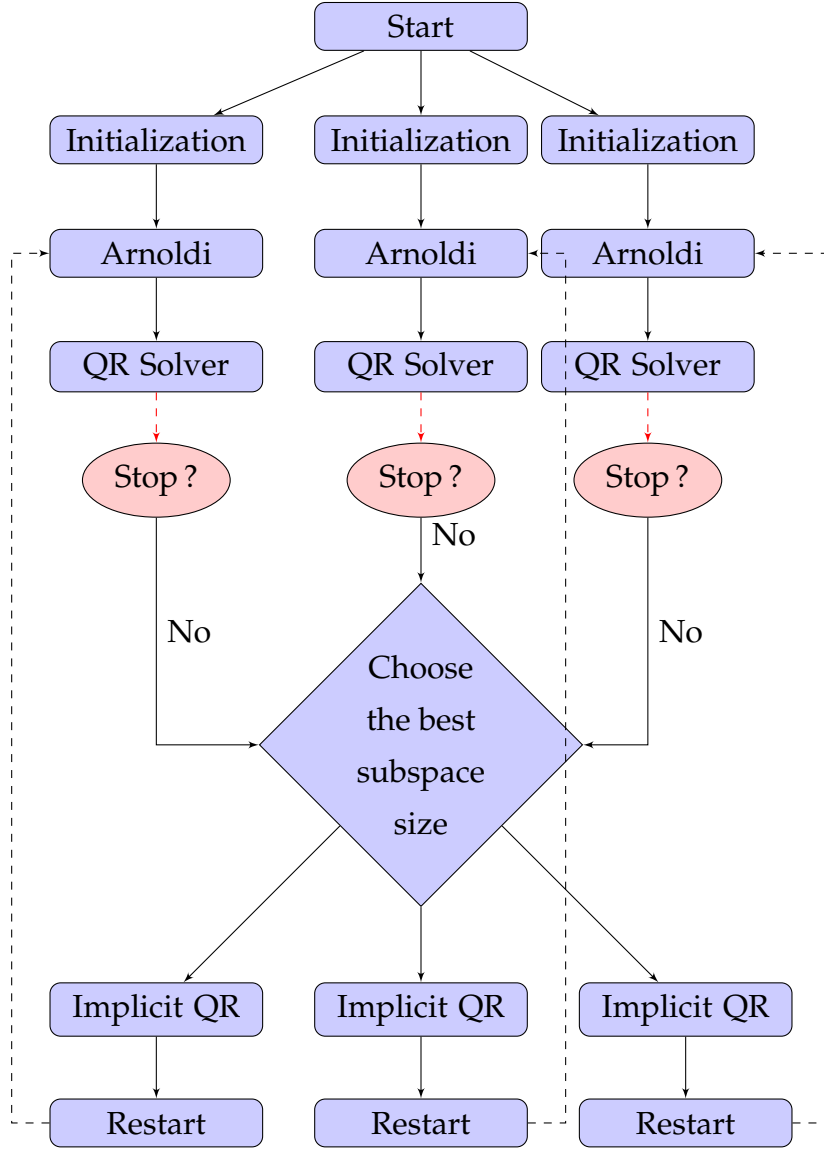 Start
Initialization
Initialization
Initialization
Arnoldi
Arnoldi
Arnoldi
QR Solver
QR Solver
QR Solver
Stop ?
Stop ?
Stop ?
No
No
No
Choose
the best
subspace
size
Implicit QR
Implicit QR
Implicit QR
Restart
Restart
Restart